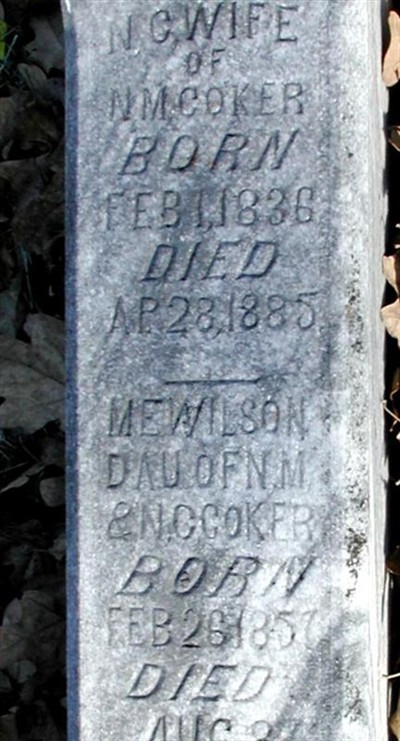 N.C. WIFE
OF
N.M. COKER
BORN
FEB 1, 1836
DIED
AP. 28, 1885
M E WILSON
DAU. OF N. M
& N. C COKER
BORN
FEB 26 1857
DIED
AUG